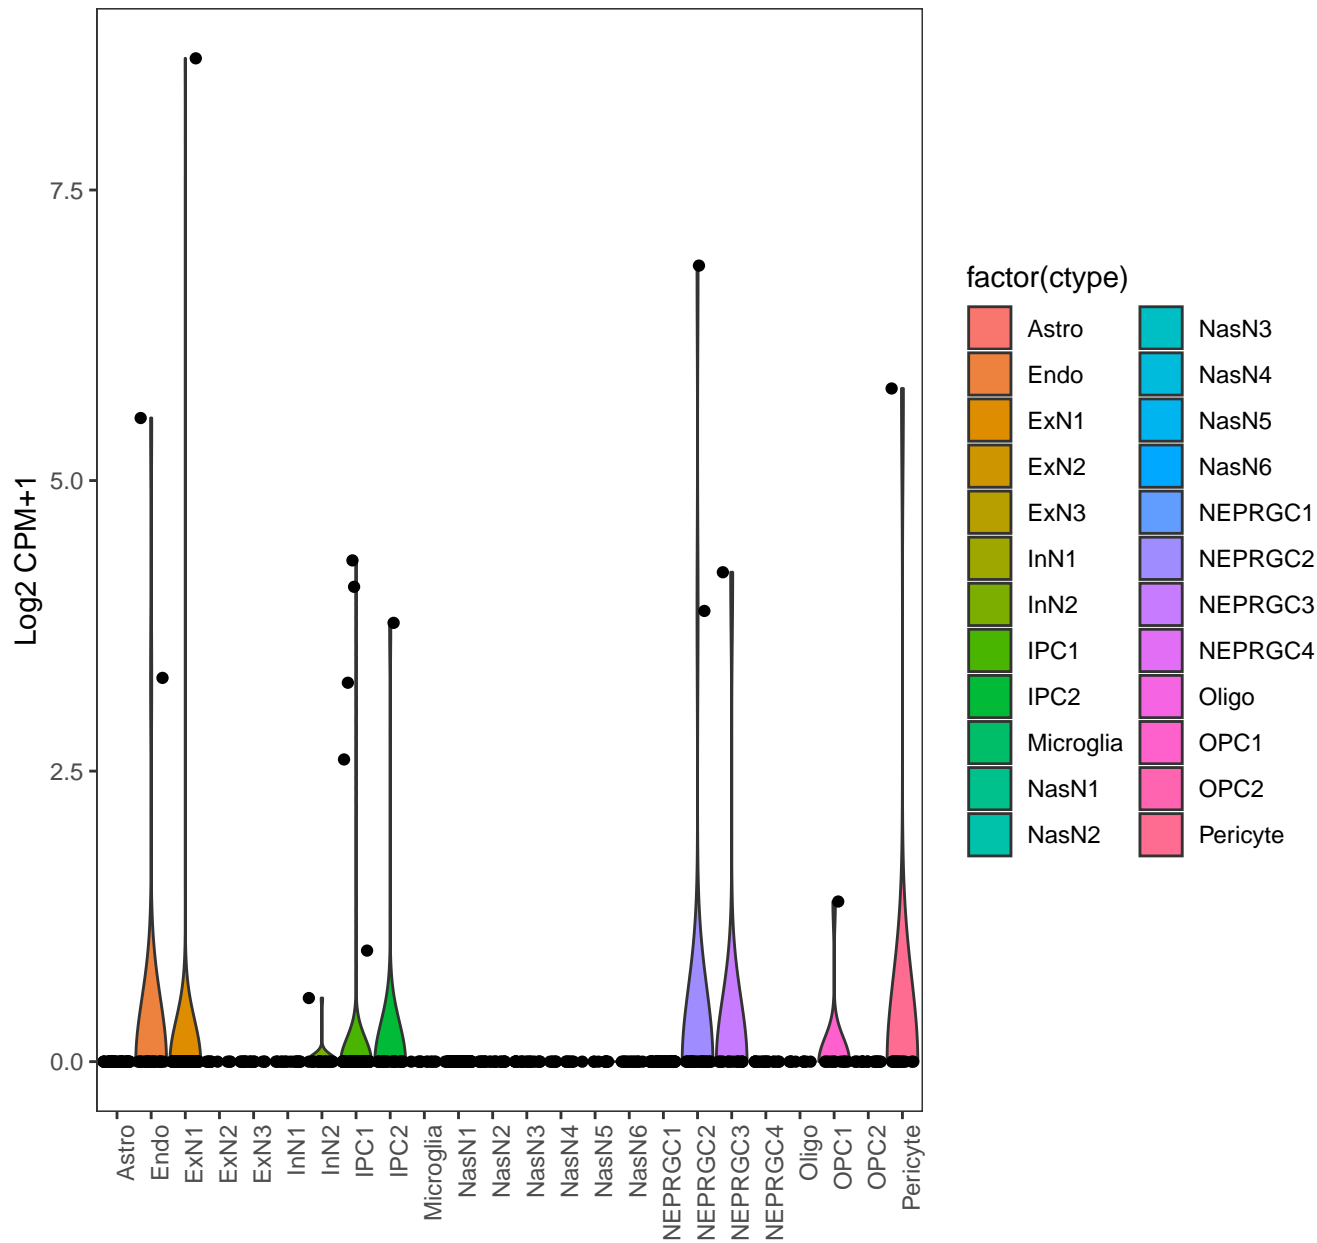 7.5
5.0
2.5
0.0
Log2 CPM+1
Astro
Endo
ExN1
ExN2
ExN3
InN1
InN2
IPC1
IPC2
Microglia
NasN1
NasN2
NasN3
NasN4
NasN5
NasN6
NEPRGC1
NEPRGC2
NEPRGC3
NEPRGC4
Oligo
OPC1
OPC2
Pericyte
factor(ctype)
Astro
Endo
ExN1
ExN2
ExN3
InN1
InN2
IPC1
IPC2
Microglia
NasN1
NasN2
NasN3
NasN4
NasN5
NasN6
NEPRGC1
NEPRGC2
NEPRGC3
NEPRGC4
Oligo
OPC1
OPC2
Pericyte